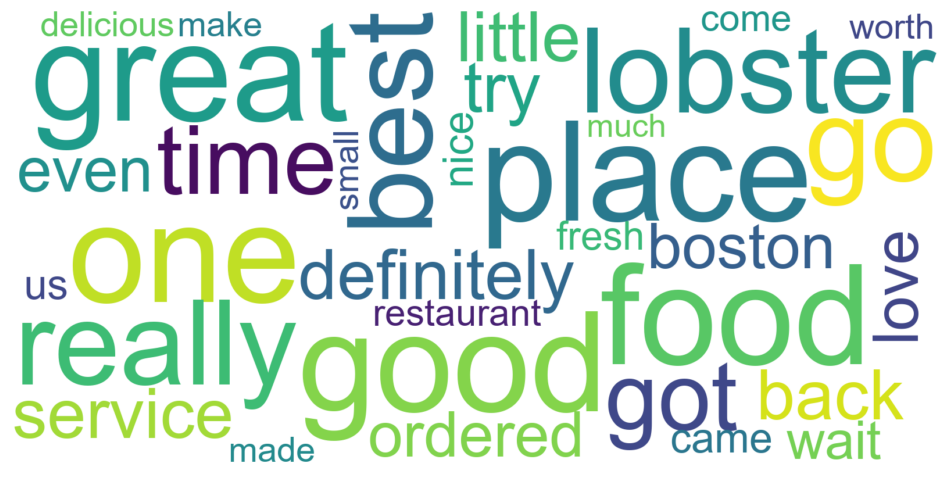 delicious make
great
best
little
try
come
worth
lobster
even
time
small
nice
much
place
go
one
definitely
fresh
boston
love
us
restaurant
really
good
food
service
ordered
got
back
made
came
wait